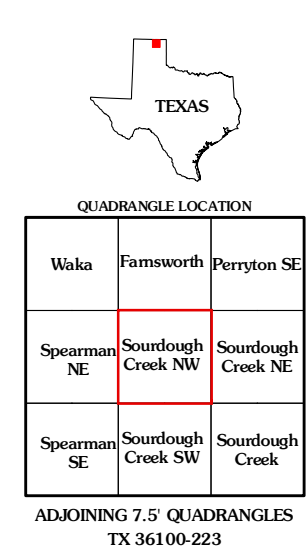 TEXAS
QUADRANGLE LOCATION
Waka Farnsworth Perryton SE
Spearman Sourdough Sourdough
NE Creek NW Creek NE
Spearman Sourdough Sourdough
SE Creek SW Creek
ADJOINING 7.5' QUADRANGLES
TX 36100-223